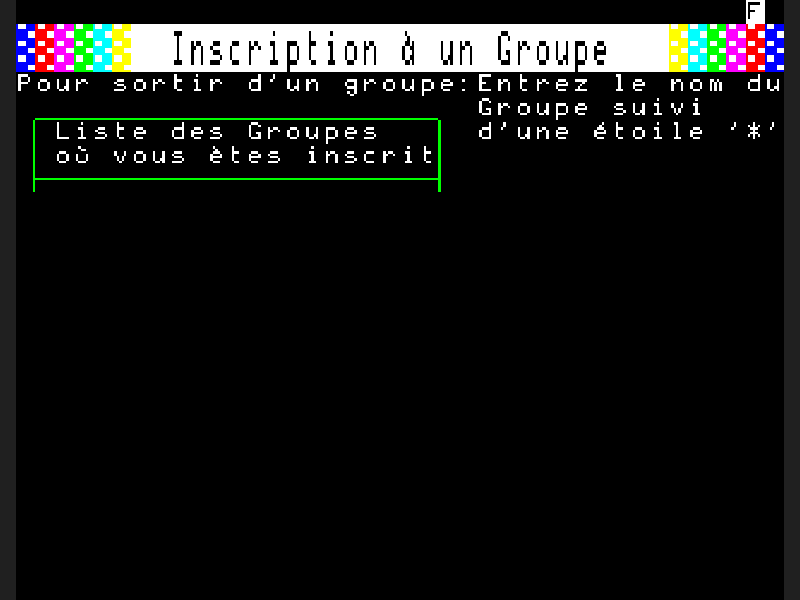 F
Inscription à un Groupe
Pour sortir d'un groupe:Entrez le nom du
Groupe suivi
d'une étoile '*'
Liste des Groupes
où vous ètes inscrit